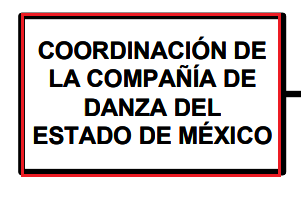 COORDINACIÓN DE
LA COMPAÑÍA DE
DANZA DEL
ESTADO DE MÉXICO